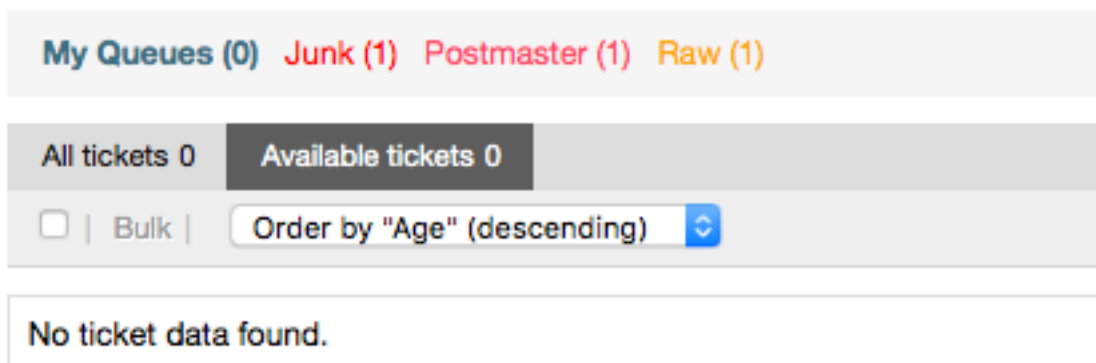 My Queues (0) Junk (1) Postmaster (1) Raw (1)
All tickets 0 Available tickets 0
| Bulk | Order by "Age" (descending)
No ticket data found.